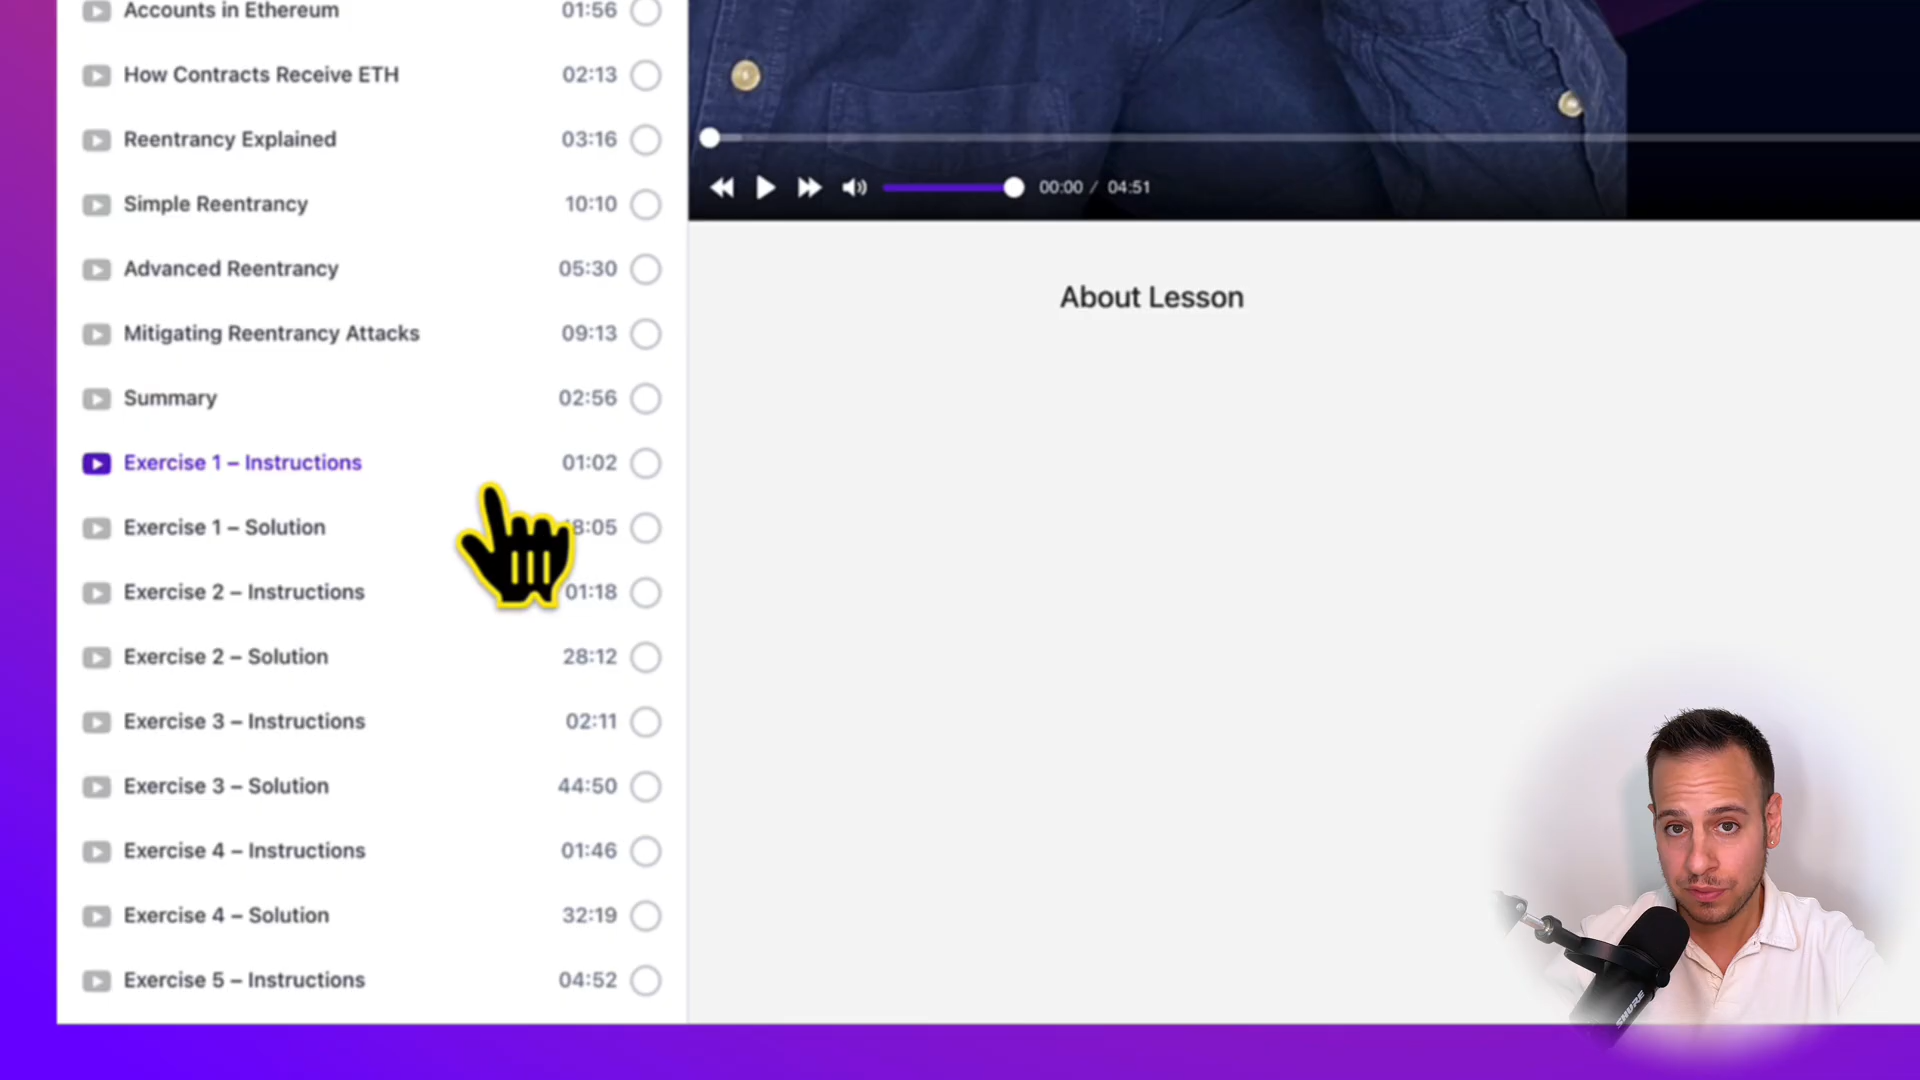 Accounts in Ethereum 01:56
How Contracts Receive ETH 02:13
Reentrancy Explained 03:16
Simple Reentrancy 10:10
Advanced Reentrancy 05:30
Mitigating Reentrancy Attacks 09:13
Summary 02:56
Exercise 1 – Instructions 01:02
Exercise 1 – Solution 8:05
Exercise 2 – Instructions 01:18
Exercise 2 – Solution 28:12
Exercise 3 – Instructions 02:11
Exercise 3 – Solution 44:50
Exercise 4 – Instructions 01:46
Exercise 4 – Solution 32:19
Exercise 5 – Instructions 04:52
00:00 / 04:51
About Lesson
SHURE